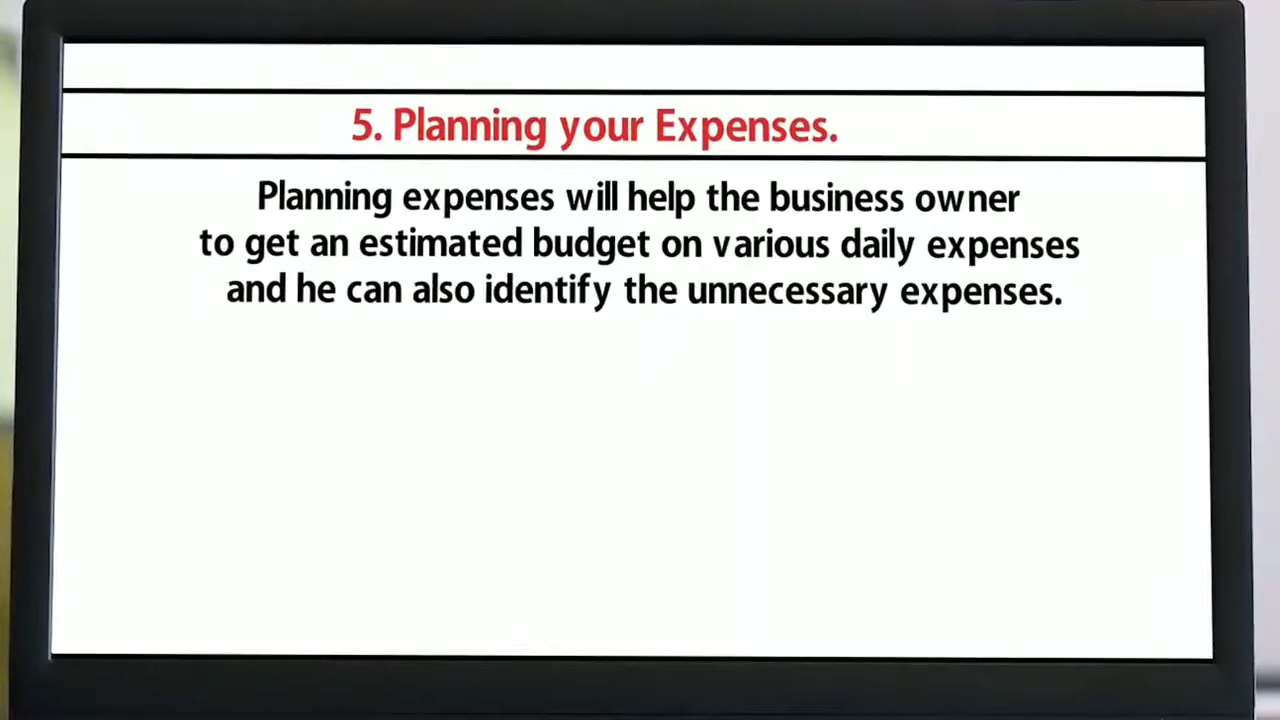 5. Planning your Expenses.
Planning expenses will help the business owner
to get an estimated budget on various daily expenses
and he can also identify the unnecessary expenses.